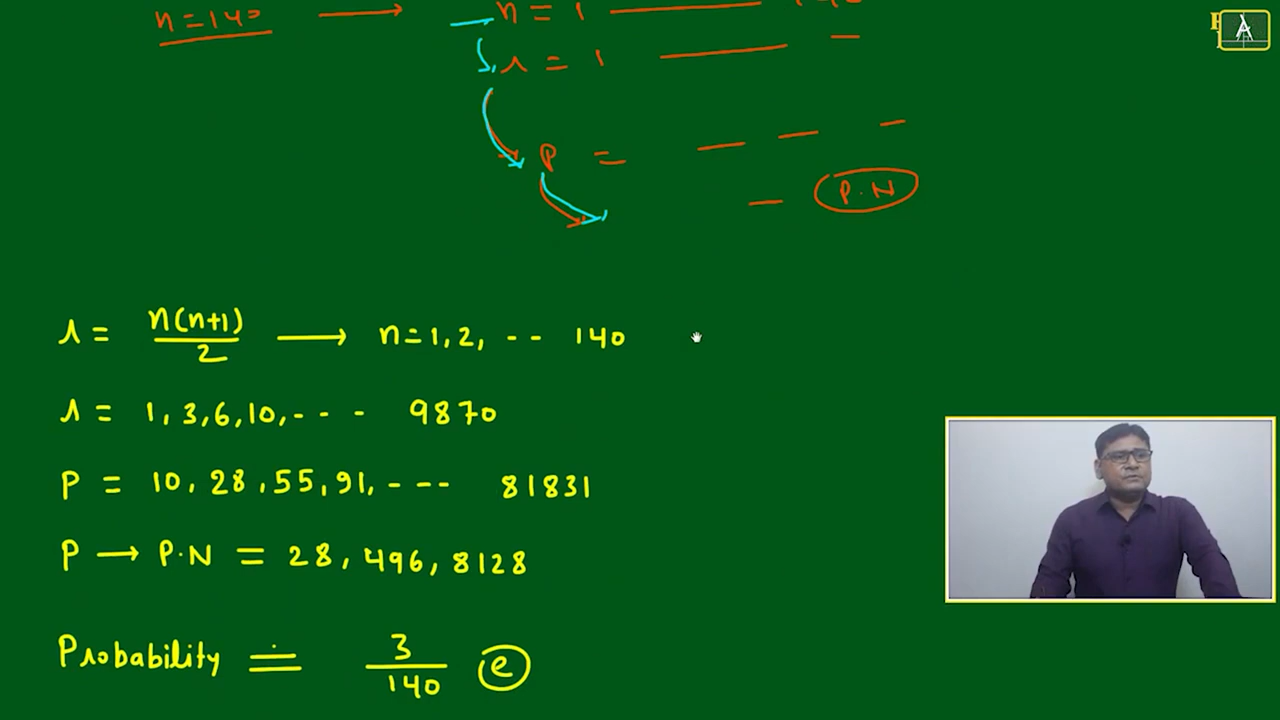 n=140 → n = 1 — 140
r = 1 — —
P = — — —
— P.N
r = n(n+1)/2 → n=1,2, -- 140
r = 1, 3, 6, 10, - - - 9870
P = 10, 28, 55, 91, - --- 81831
P → P.N = 28, 496, 8128
Probability = 3/140 e